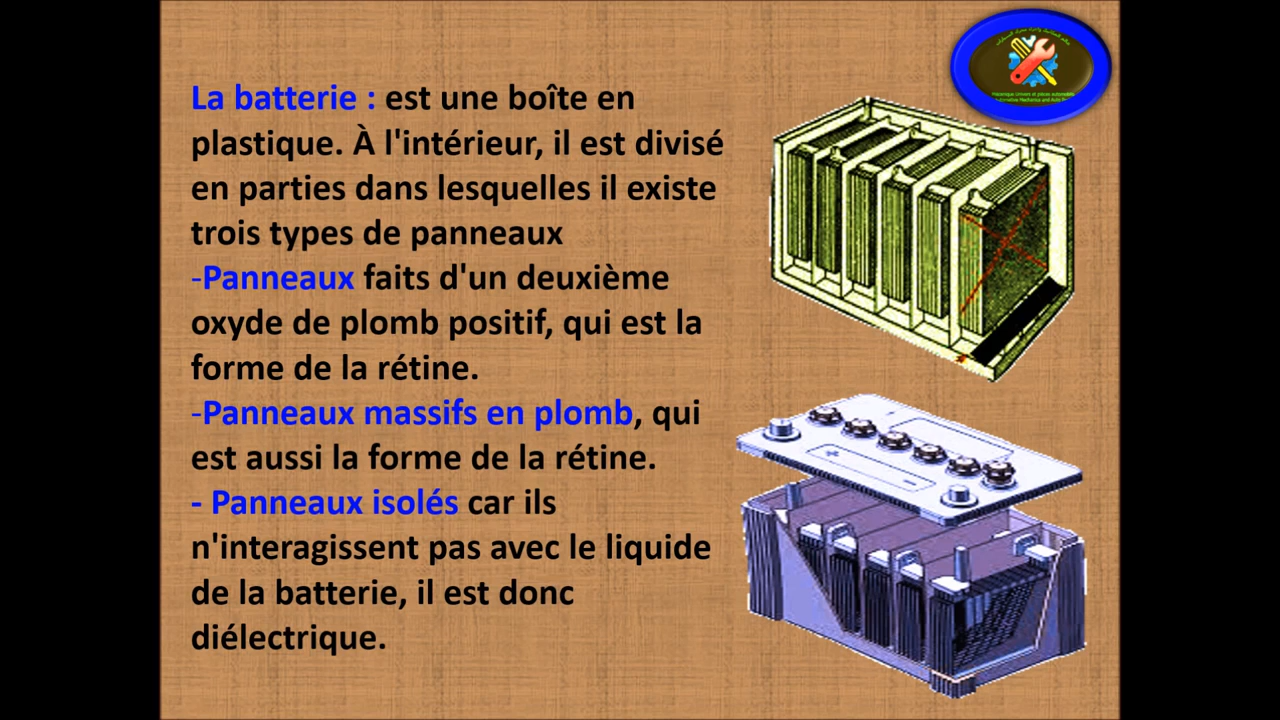 La batterie : est une boîte en
plastique. À l'intérieur, il est divisé
en parties dans lesquelles il existe
trois types de panneaux
-Panneaux faits d'un deuxième
oxyde de plomb positif, qui est la
forme de la rétine.
-Panneaux massifs en plomb, qui
est aussi la forme de la rétine.
- Panneaux isolés car ils
n'interagissent pas avec le liquide
de la batterie, il est donc
diélectrique.